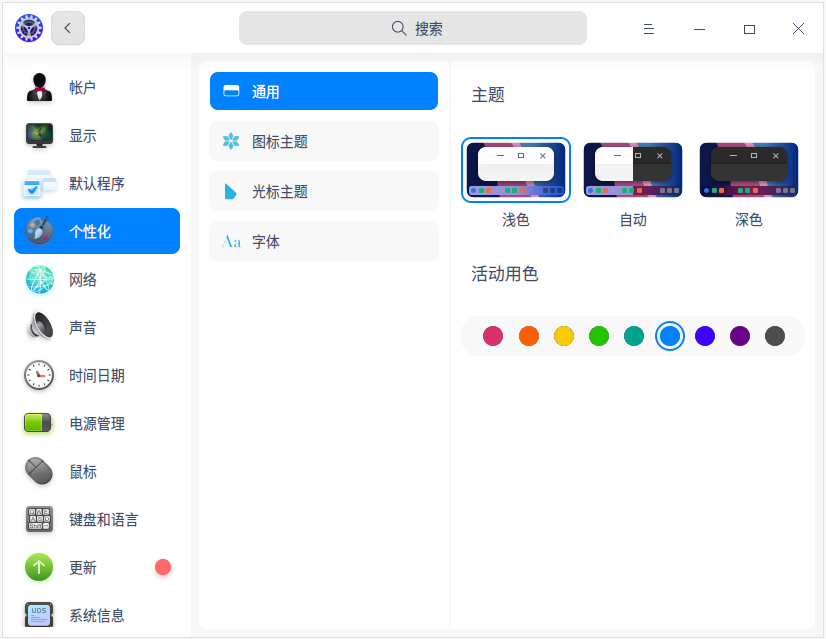 搜索
帐户
显示
默认程序
个性化
网络
声音
时间日期
电源管理
鼠标
键盘和语言
更新
UOS
系统信息
通用
图标主题
光标主题
Aa 字体
主题
浅色
自动
深色
活动用色